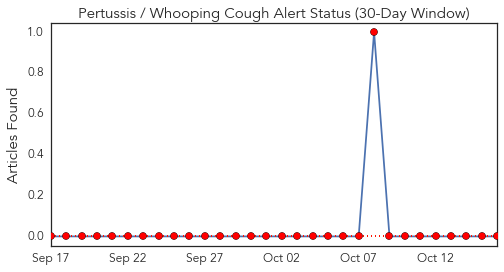 Pertussis / Whooping Cough Alert Status (30-Day Window)
Articles Found
1.0
0.8
0.6
0.4
0.2
0.0
Sep 17 Sep 22 Sep 27 Oct 02 Oct 07 Oct 12